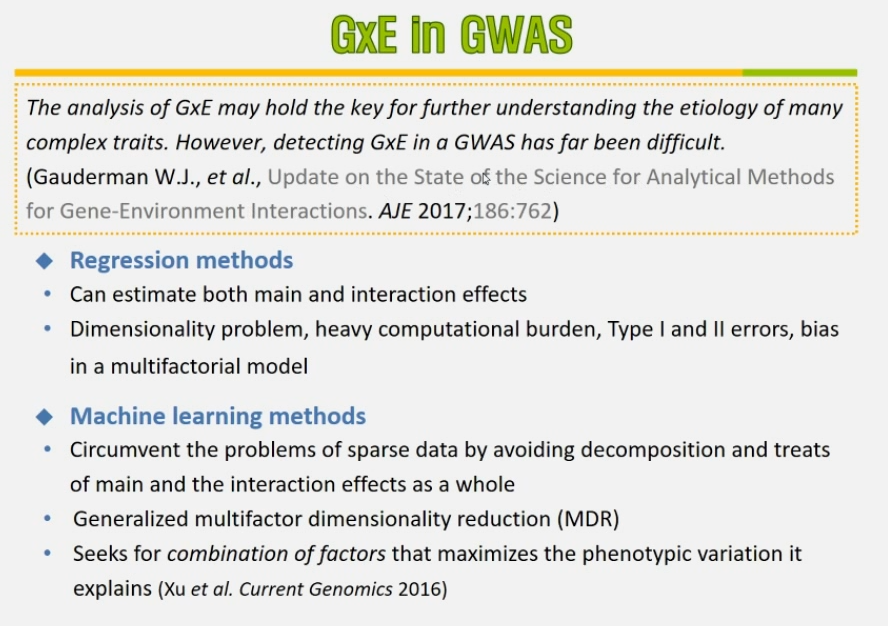 GxE in GWAS
The analysis of GxE may hold the key for further understanding the etiology of many
complex traits. However, detecting GxE in a GWAS has far been difficult.
(Gauderman W.J., et al., Update on the State of the Science for Analytical Methods
for Gene-Environment Interactions. AJE 2017;186:762)
◆ Regression methods
• Can estimate both main and interaction effects
• Dimensionality problem, heavy computational burden, Type I and II errors, bias
in a multifactorial model
◆ Machine learning methods
• Circumvent the problems of sparse data by avoiding decomposition and treats
of main and the interaction effects as a whole
• Generalized multifactor dimensionality reduction (MDR)
• Seeks for combination of factors that maximizes the phenotypic variation it
explains (Xu et al. Current Genomics 2016)